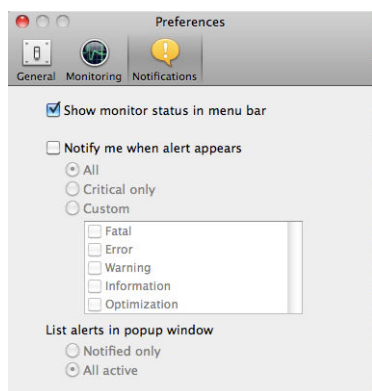 Preferences
General Monitoring Notifications
Show monitor status in menu bar
Notify me when alert appears
All
Critical only
Custom
Fatal
Error
Warning
Information
Optimization
List alerts in popup window
Notified only
All active